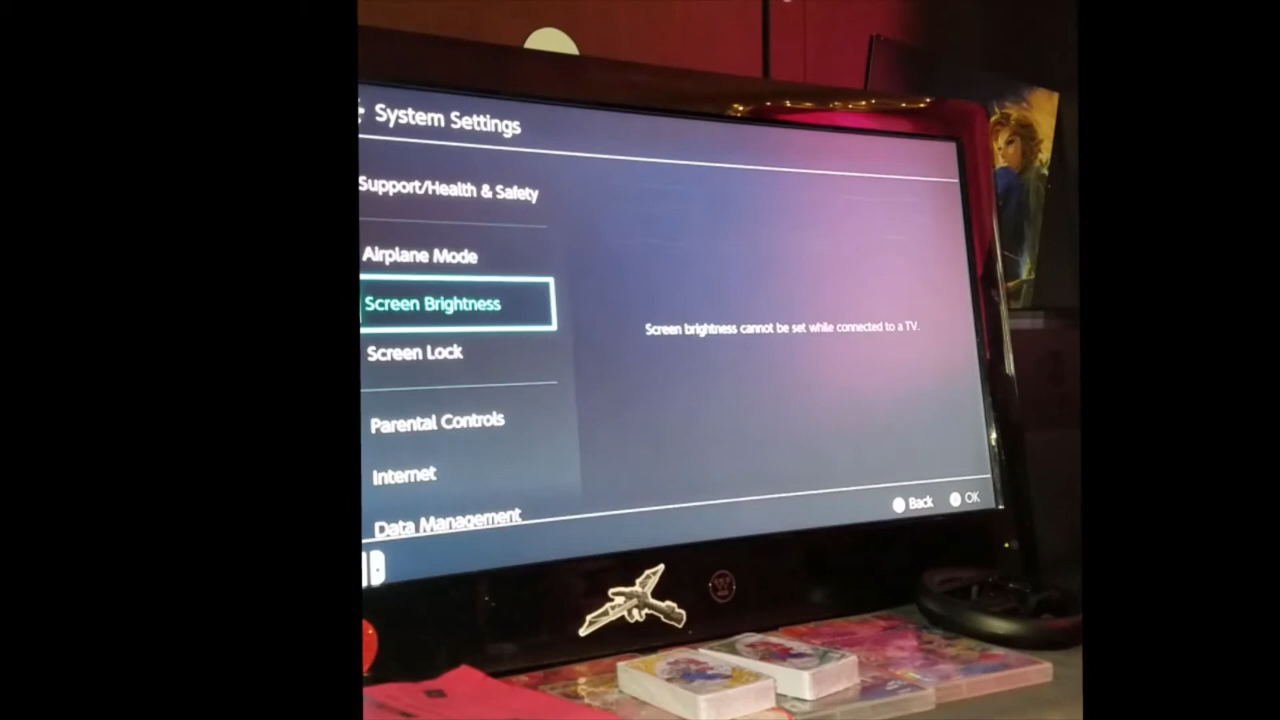 System Settings
Support/Health & Safety
Airplane Mode
Screen Brightness
Screen brightness cannot be set while connected to a TV.
Screen Lock
Parental Controls
Internet
Data Management
Back
OK
W